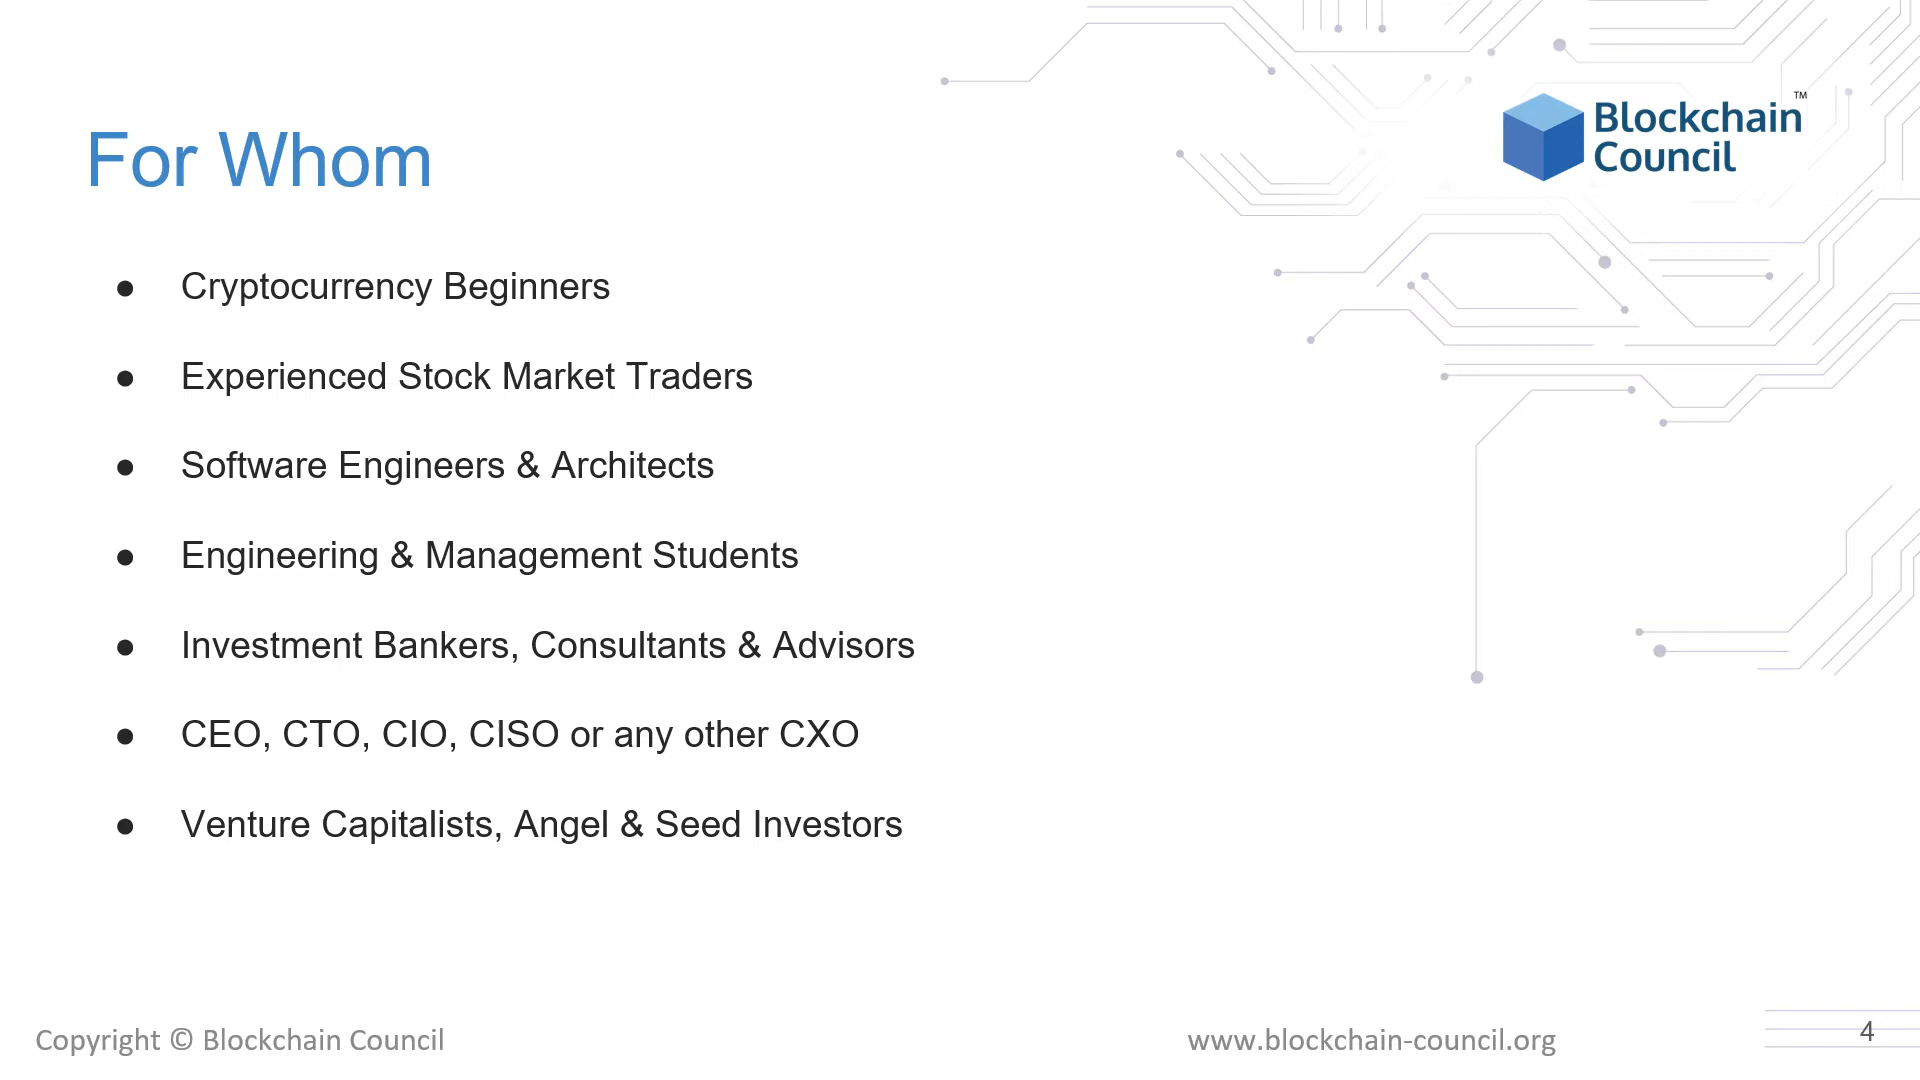 Blockchain™
Council
For Whom
● Cryptocurrency Beginners
● Experienced Stock Market Traders
● Software Engineers & Architects
● Engineering & Management Students
● Investment Bankers, Consultants & Advisors
● CEO, CTO, CIO, CISO or any other CXO
● Venture Capitalists, Angel & Seed Investors
Copyright © Blockchain Council
www.blockchain-council.org
4